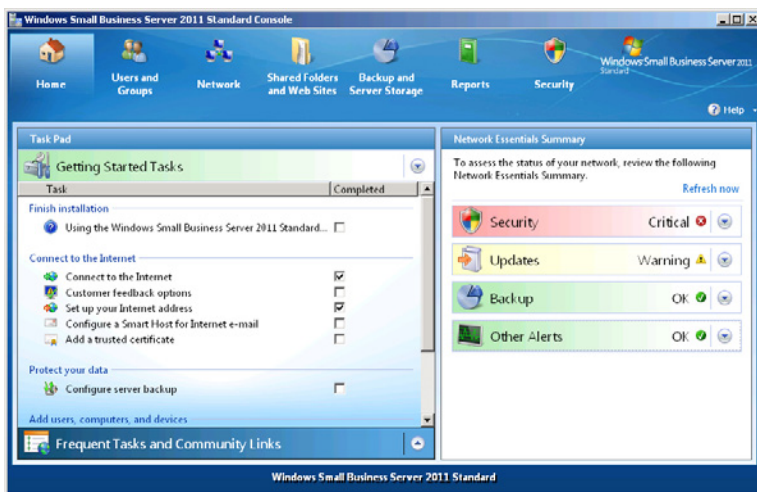 Windows Small Business Server 2011 Standard Console
Home
Users and
Groups
Network
Shared Folders
and Web Sites
Backup and
Server Storage
Reports
Security
Windows Small Business Server 2011
Standard
Help
Task Pad
Getting Started Tasks
Task Completed
Finish installation
Using the Windows Small Business Server 2011 Standard...
Connect to the Internet
Connect to the Internet
Customer feedback options
Set up your Internet address
Configure a Smart Host for Internet e-mail
Add a trusted certificate
Protect your data
Configure server backup
Add users, computers, and devices
Frequent Tasks and Community Links
Network Essentials Summary
To assess the status of your network, review the following
Network Essentials Summary.
Refresh now
Security Critical
Updates Warning
Backup OK
Other Alerts OK
Windows Small Business Server 2011 Standard